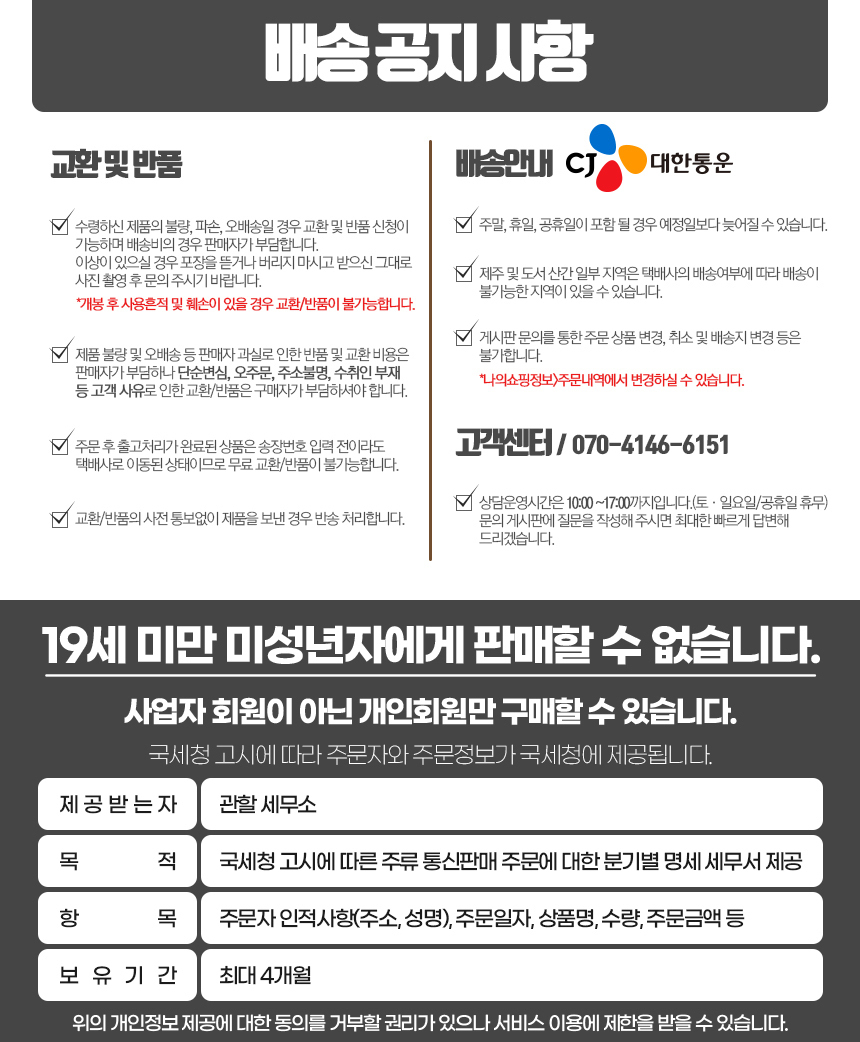 배송 공지 사항
교환 및 반품
수령하신 제품의 불량, 파손, 오배송일 경우 교환 및 반품 신청이
가능하며 배송비의 경우 판매자가 부담합니다.
이상이 있으실 경우 포장을 뜯거나 버리지 마시고 받으신 그대로
사진 촬영 후 문의 주시기 바랍니다.
*개봉 후 사용흔적 및 훼손이 있을 경우 교환/반품이 불가능합니다.
제품 불량 및 오배송 등 판매자 과실로 인한 반품 및 교환 비용은
판매자가 부담하나 단순변심, 오주문, 주소불명, 수취인 부재
등 고객 사유로 인한 교환/반품은 구매자가 부담하셔야 합니다.
주문 후 출고처리가 완료된 상품은 송장번호 입력 전이라도
택배사로 이동된 상태이므로 무료 교환/반품이 불가능합니다.
교환/반품의 사전 통보없이 제품을 보낸 경우 반송 처리합니다.
배송안내 CJ 대한통운
주말, 휴일, 공휴일이 포함 될 경우 예정일보다 늦어질 수 있습니다.
제주 및 도서 산간 일부 지역은 택배사의 배송여부에 따라 배송이
불가능한 지역이 있을 수 있습니다.
게시판 문의를 통한 주문 상품 변경, 취소 및 배송지 변경 등은
불가합니다.
*나의쇼핑정보>주문내역에서 변경하실 수 있습니다.
고객센터 / 070-4146-6151
상담운영시간은 10:00 ~17:00까지입니다.(토 · 일요일/공휴일 휴무)
문의 게시판에 질문을 작성해 주시면 최대한 빠르게 답변해
드리겠습니다.
19세 미만 미성년자에게 판매할 수 없습니다.
사업자 회원이 아닌 개인회원만 구매할 수 있습니다.
국세청 고시에 따라 주문자와 주문정보가 국세청에 제공됩니다.
제공받는자 관할 세무소
목 적 국세청 고시에 따른 주류 통신판매 주문에 대한 분기별 명세 세무서 제공
항 목 주문자 인적사항(주소, 성명), 주문일자, 상품명, 수량, 주문금액 등
보유기간 최대 4개월
위의 개인정보 제공에 대한 동의를 거부할 권리가 있으나 서비스 이용에 제한을 받을 수 있습니다.